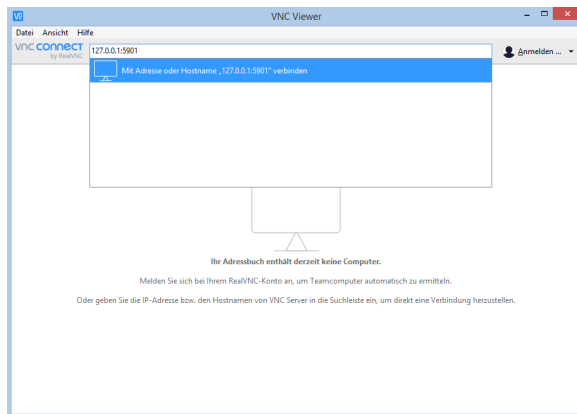 VNC Viewer
Datei Ansicht Hilfe
VNC CONNECT
by RealVNC
127.0.0.1:5901
Anmelden ...
Mit Adresse oder Hostname „127.0.0.1:5901“ verbinden
Ihr Adressbuch enthält derzeit keine Computer.
Melden Sie sich bei Ihrem RealVNC-Konto an, um Teamcomputer automatisch zu ermitteln.
Oder geben Sie die IP-Adresse bzw. den Hostnamen von VNC Server in die Suchleiste ein, um direkt eine Verbindung herzustellen.